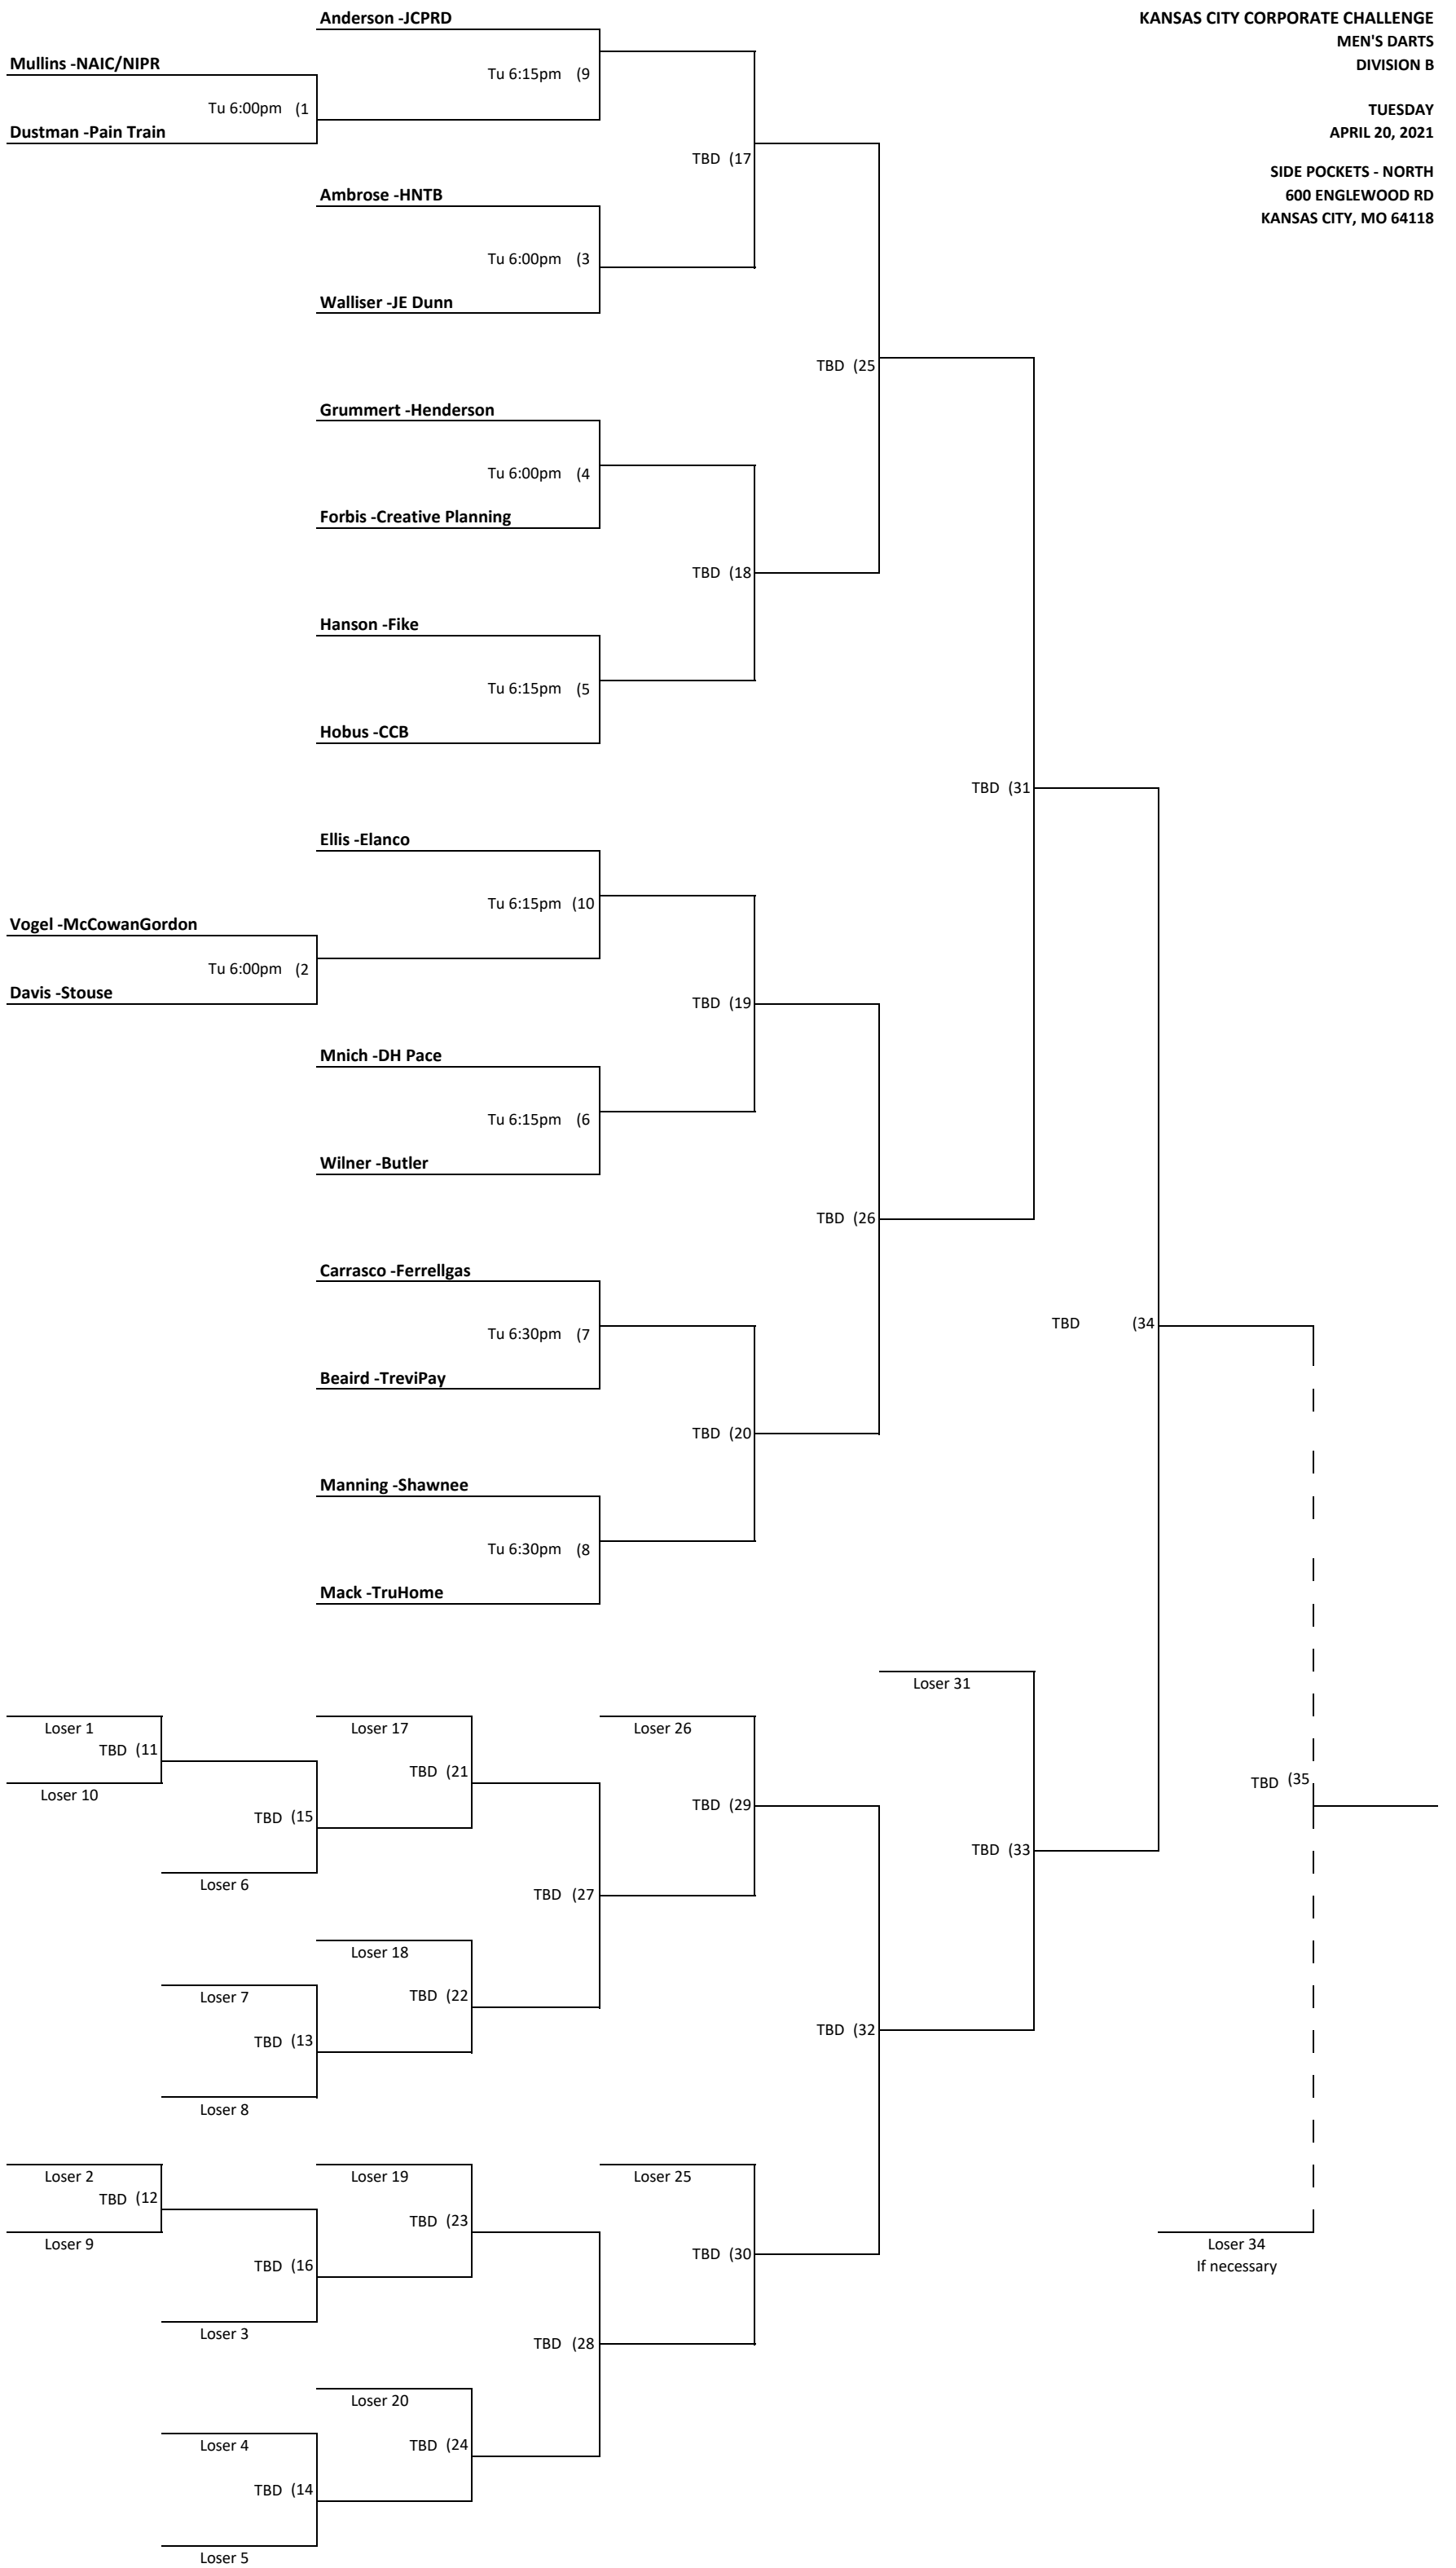 Anderson -JCPRD
KANSAS CITY CORPORATE CHALLENGE
MEN'S DARTS
DIVISION B
TUESDAY
APRIL 20, 2021
SIDE POCKETS - NORTH
600 ENGLEWOOD RD
KANSAS CITY, MO 64118
Mullins -NAIC/NIPR
Tu 6:15pm (9
Tu 6:00pm (1
Dustman -Pain Train
TBD (17
Ambrose -HNTB
Tu 6:00pm (3
Walliser -JE Dunn
TBD (25
Grummert -Henderson
Tu 6:00pm (4
Forbis -Creative Planning
TBD (18
Hanson -Fike
Tu 6:15pm (5
Hobus -CCB
TBD (31
Ellis -Elanco
Tu 6:15pm (10
Vogel -McCowanGordon
Tu 6:00pm (2
Davis -Stouse
TBD (19
Mnich -DH Pace
Tu 6:15pm (6
Wilner -Butler
TBD (26
Carrasco -Ferrellgas
Tu 6:30pm (7
TBD (34
Beaird -TreviPay
TBD (20
Manning -Shawnee
Tu 6:30pm (8
Mack -TruHome
Loser 31
Loser 1
Loser 17
Loser 26
TBD (11
TBD (21
TBD (35
Loser 10
TBD (29
TBD (15
TBD (33
Loser 6
TBD (27
Loser 18
Loser 7
TBD (22
TBD (32
TBD (13
Loser 8
Loser 2
Loser 19
Loser 25
TBD (12
TBD (23
Loser 9
Loser 34
TBD (30
TBD (16
If necessary
Loser 3
TBD (28
Loser 20
Loser 4
TBD (24
TBD (14
Loser 5